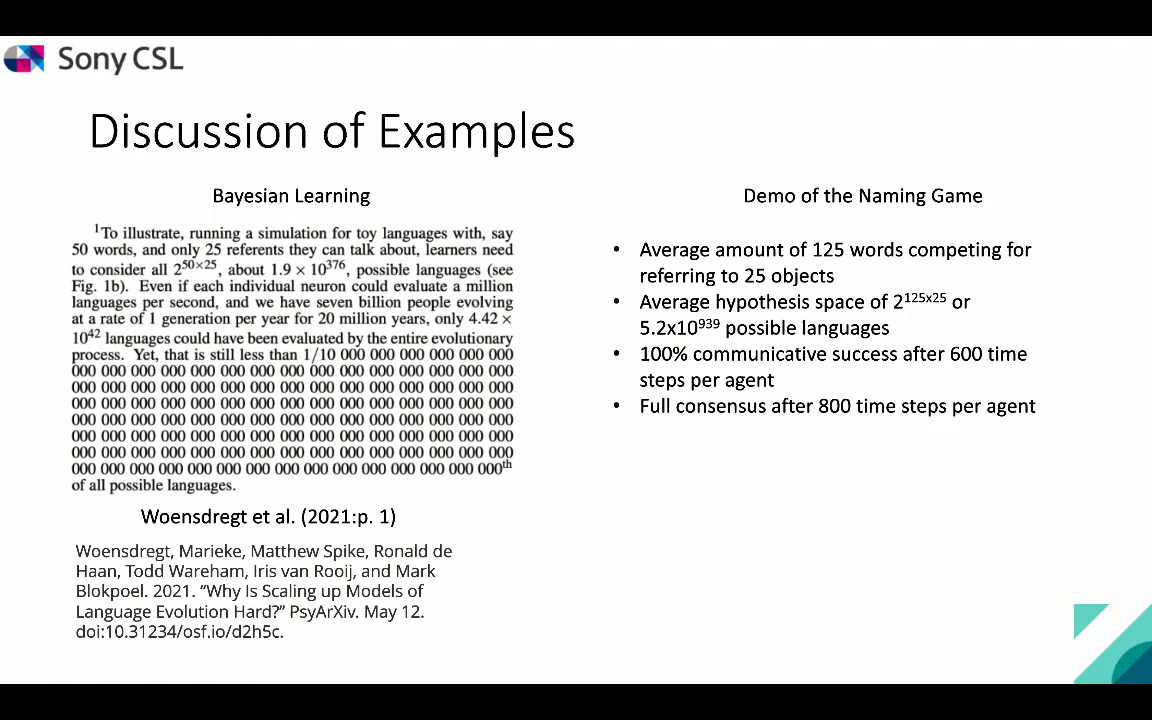 Sony CSL
Discussion of Examples
Bayesian Learning
¹To illustrate, running a simulation for toy languages with, say
50 words, and only 25 referents they can talk about, learners need
to consider all 2⁵⁰ˣ²⁵, about 1.9 × 10³⁷⁶, possible languages (see
Fig. 1b). Even if each individual neuron could evaluate a million
languages per second, and we have seven billion people evolving
at a rate of 1 generation per year for 20 million years, only 4.42 ×
10⁴² languages could have been evaluated by the entire evolutionary
process. Yet, that is still less than 1/10 000 000 000 000 000 000
000 000 000 000 000 000 000 000 000 000 000 000 000 000 000
000 000 000 000 000 000 000 000 000 000 000 000 000 000 000
000 000 000 000 000 000 000 000 000 000 000 000 000 000 000
000 000 000 000 000 000 000 000 000 000 000 000 000 000 000
000 000 000 000 000 000 000 000 000 000 000 000 000 000 000
000 000 000 000 000 000 000 000 000 000 000 000 000 000 000
000 000 000 000 000 000 000 000 000 000 000 000 000 000 000ᵗʰ
of all possible languages.
Woensdregt et al. (2021:p. 1)
Woensdregt, Marieke, Matthew Spike, Ronald de
Haan, Todd Wareham, Iris van Rooij, and Mark
Blokpoel. 2021. “Why Is Scaling up Models of
Language Evolution Hard?” PsyArXiv. May 12.
doi:10.31234/osf.io/d2h5c.
Demo of the Naming Game
• Average amount of 125 words competing for
referring to 25 objects
• Average hypothesis space of 2¹²⁵ˣ²⁵ or
5.2x10⁹³⁹ possible languages
• 100% communicative success after 600 time
steps per agent
• Full consensus after 800 time steps per agent